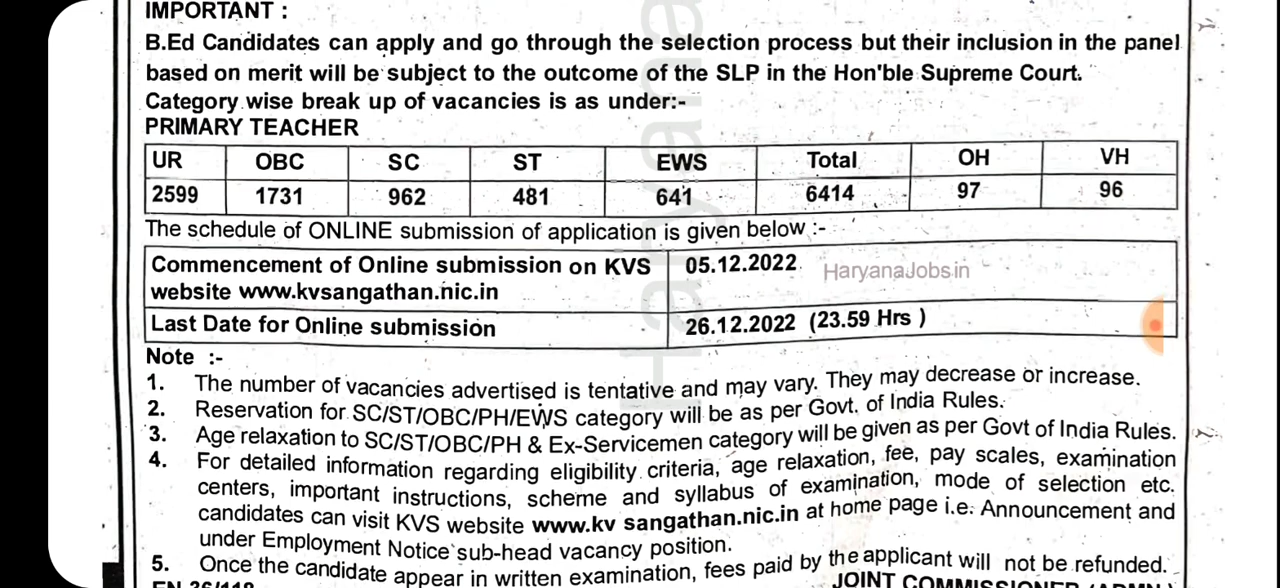 IMPORTANT :
B.Ed Candidates can apply and go through the selection process but their inclusion in the panel
based on merit will be subject to the outcome of the SLP in the Hon'ble Supreme Court.
Category wise break up of vacancies is as under:-
PRIMARY TEACHER
UR OBC SC ST EWS Total OH VH
2599 1731 962 481 641 6414 97 96
The schedule of ONLINE submission of application is given below :-
Commencement of Online submission on KVS 05.12.2022 HaryanaJobs.in
website www.kvsangathan.nic.in
Last Date for Online submission 26.12.2022 (23.59 Hrs )
Note :-
1. The number of vacancies advertised is tentative and may vary. They may decrease or increase.
2. Reservation for SC/ST/OBC/PH/EWS category will be as per Govt. of India Rules.
3. Age relaxation to SC/ST/OBC/PH & Ex-Servicemen category will be given as per Govt of India Rules.
4. For detailed information regarding eligibility criteria, age relaxation, fee, pay scales, examination
centers, important instructions, scheme and syllabus of examination, mode of selection etc.
candidates can visit KVS website www.kv sangathan.nic.in at home page i.e. Announcement and
under Employment Notice sub-head vacancy position.
5. Once the candidate appear in written examination, fees paid by the applicant will not be refunded.
JOINT COMMISSIONER (ADMN.)
Haryana